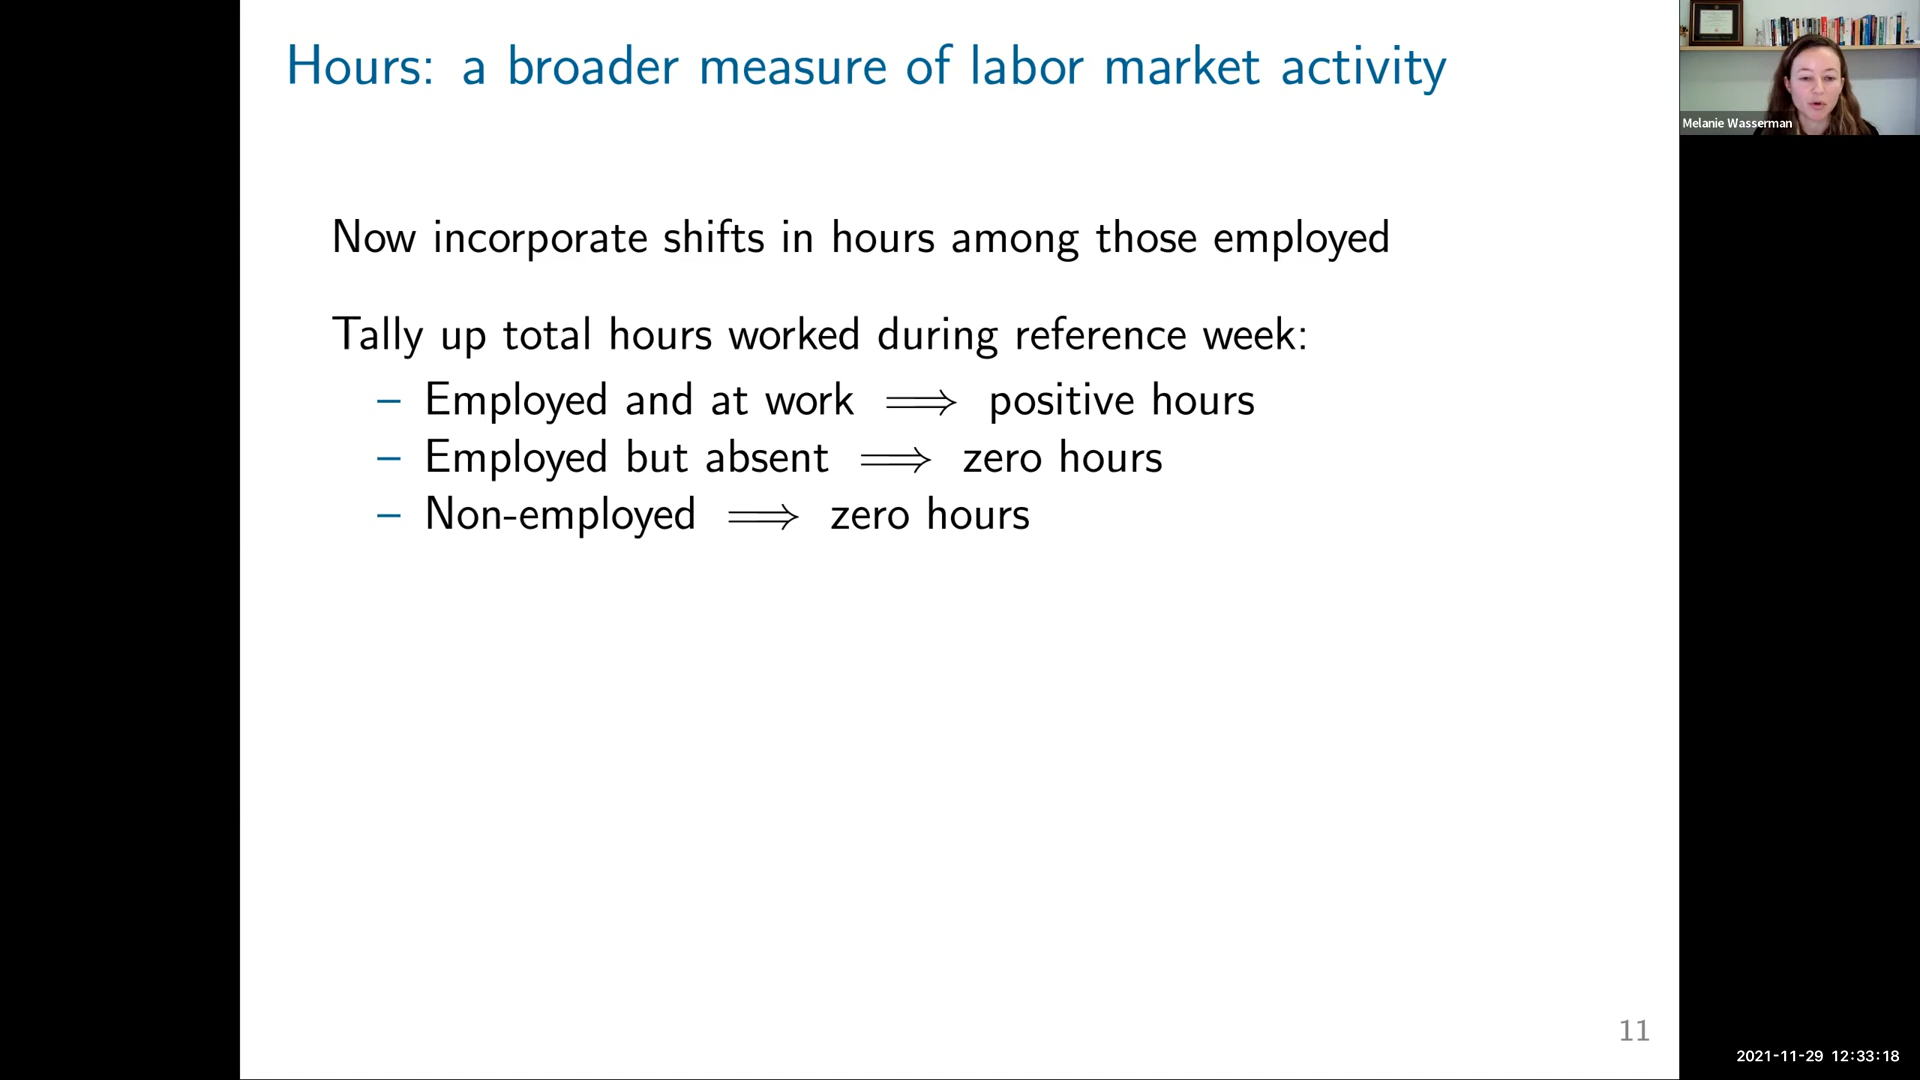 Hours: a broader measure of labor market activity
Melanie Wasserman
Now incorporate shifts in hours among those employed
Tally up total hours worked during reference week:
– Employed and at work ⟹ positive hours
– Employed but absent ⟹ zero hours
– Non-employed ⟹ zero hours
11
2021-11-29 12:33:18